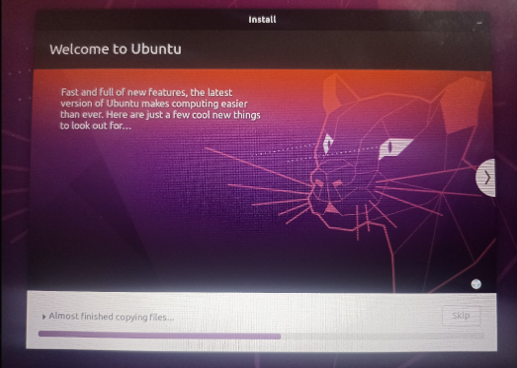 Install
Welcome to Ubuntu
Fast and full of new features, the latest
version of Ubuntu makes computing easier
than ever. Here are just a few cool new things
to look out for...
Almost finished copying files...
Skip